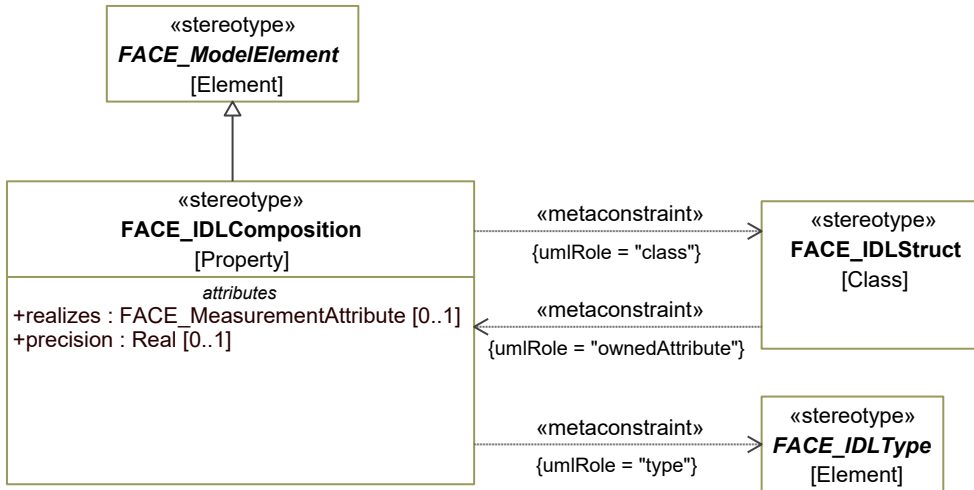 «stereotype»
FACE_ModelElement
[Element]
«stereotype»
FACE_IDLComposition
[Property]
attributes
+realizes : FACE_MeasurementAttribute [0..1]
+precision : Real [0..1]
«metaconstraint»
{umlRole = "class"}
«stereotype»
FACE_IDLStruct
[Class]
«metaconstraint»
{umlRole = "ownedAttribute"}
«metaconstraint»
{umlRole = "type"}
«stereotype»
FACE_IDLType
[Element]